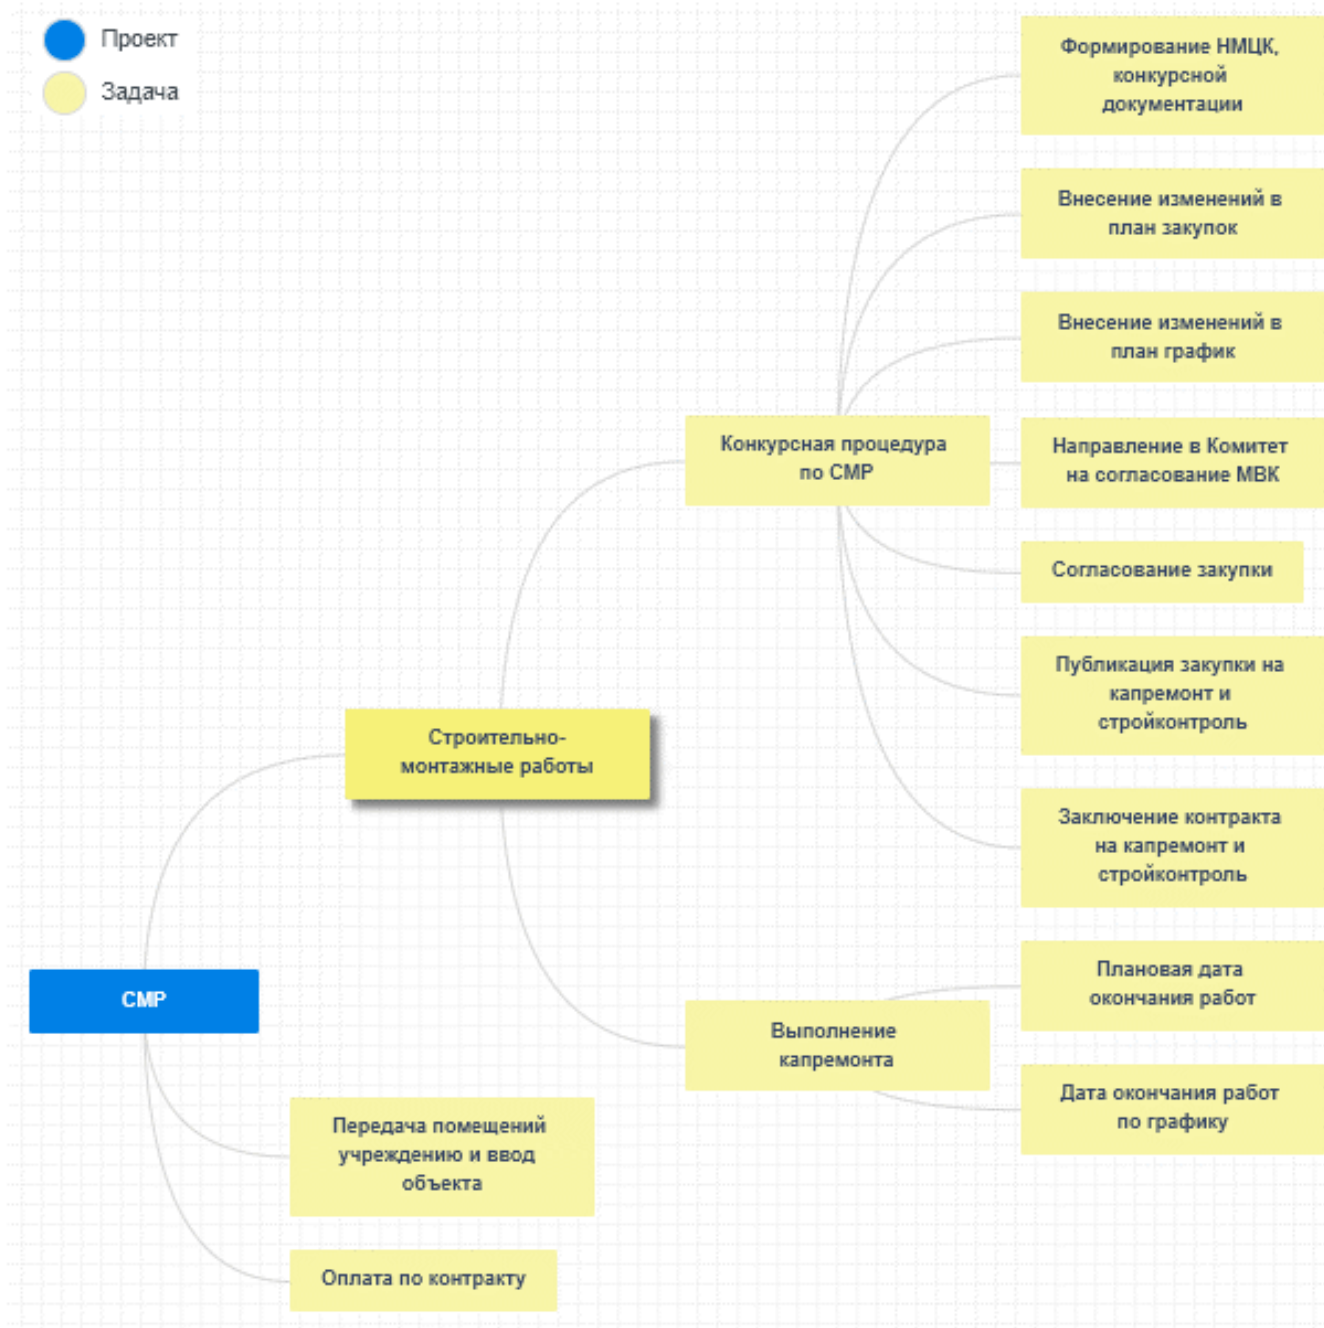 Проект
Задача
Формирование НМЦК,
конкурсной
документации
Внесение изменений в
план закупок
Внесение изменений в
план график
Конкурсная процедура
по СМР
Направление в Комитет
на согласование МВК
Согласование закупки
Публикация закупки на
капремонт и
стройконтроль
Строительно-
монтажные работы
Заключение контракта
на капремонт и
стройконтроль
СМР
Плановая дата
окончания работ
Выполнение
капремонта
Дата окончания работ
по графику
Передача помещений
учреждению и ввод
объекта
Оплата по контракту